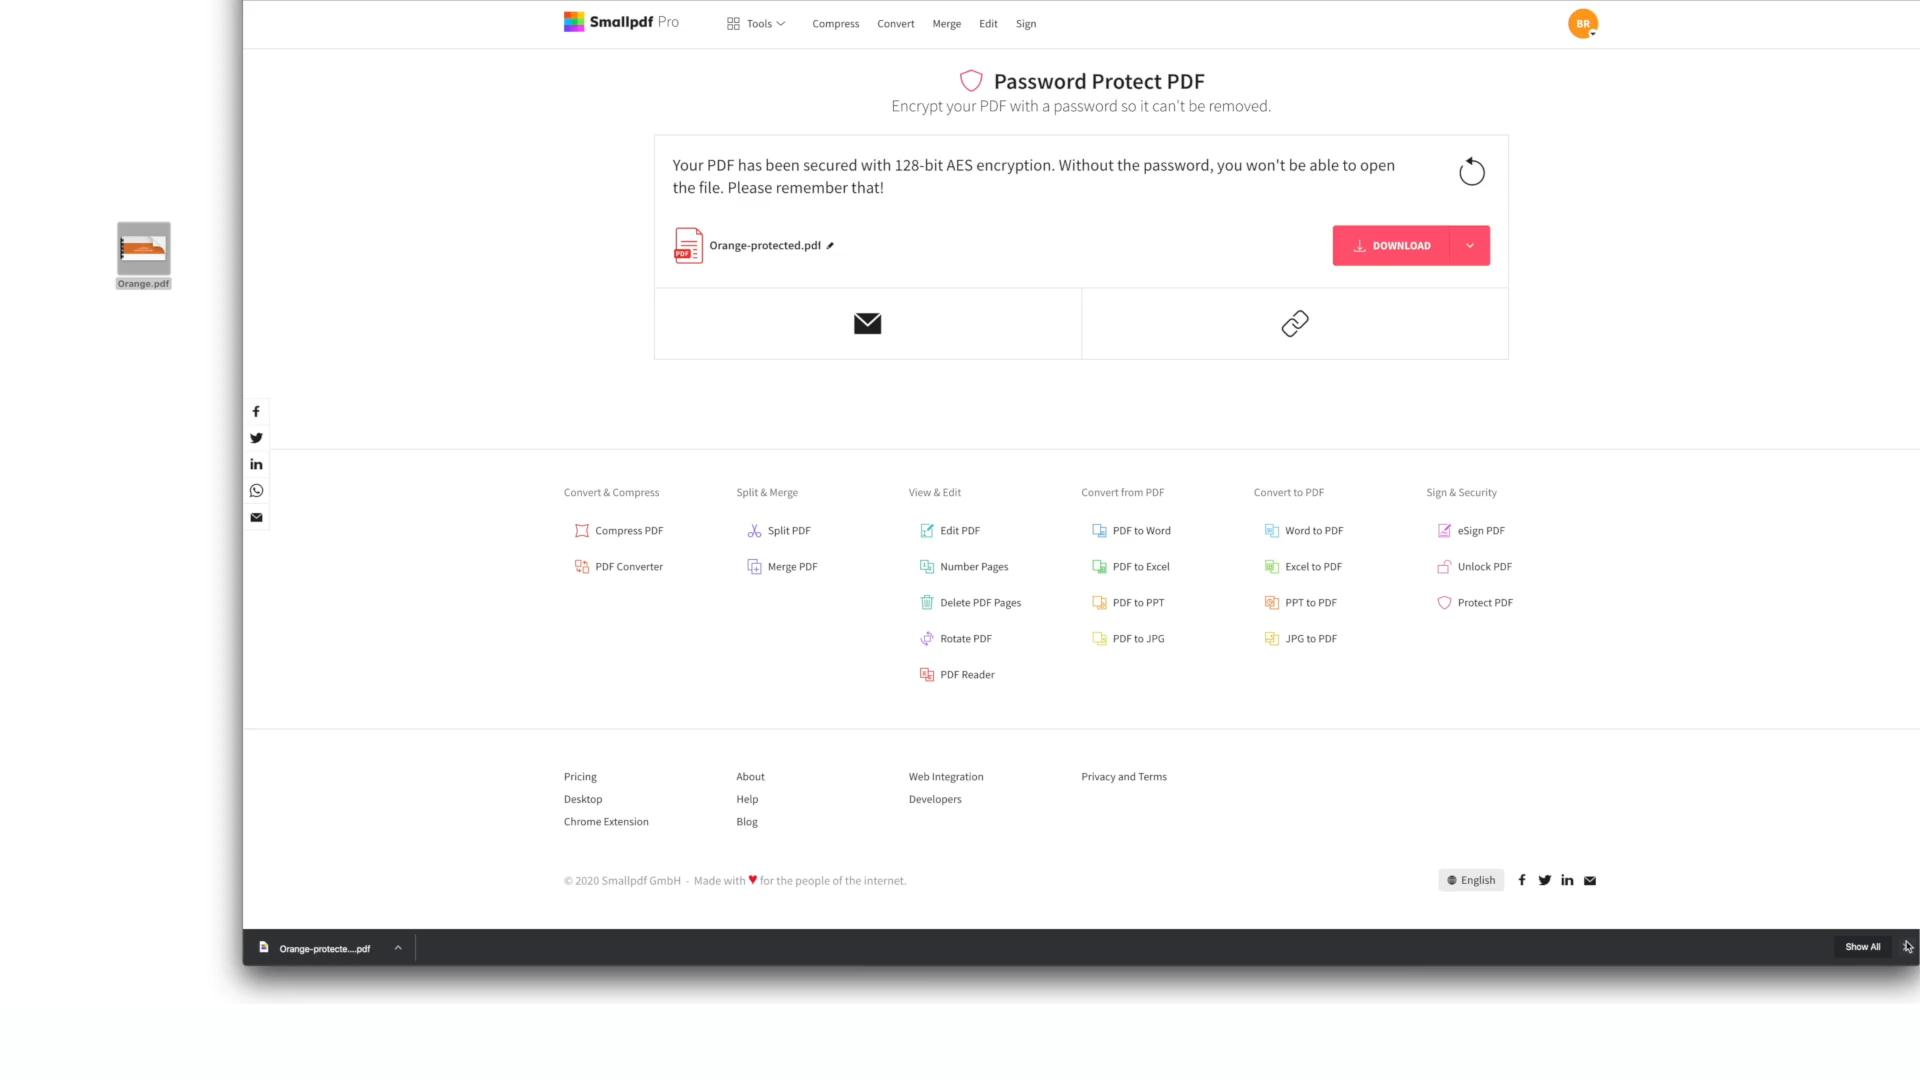 Smallpdf Pro
Tools
Compress
Convert
Merge
Edit
Sign
BR
Password Protect PDF
Encrypt your PDF with a password so it can't be removed.
Your PDF has been secured with 128-bit AES encryption. Without the password, you won't be able to open
the file. Please remember that!
PDF
Orange-protected.pdf
DOWNLOAD
Orange.pdf
Convert & Compress
Compress PDF
PDF Converter
Split & Merge
Split PDF
Merge PDF
View & Edit
Edit PDF
Number Pages
Delete PDF Pages
Rotate PDF
PDF Reader
Convert from PDF
PDF to Word
PDF to Excel
PDF to PPT
PDF to JPG
Convert to PDF
Word to PDF
Excel to PDF
PPT to PDF
JPG to PDF
Sign & Security
eSign PDF
Unlock PDF
Protect PDF
Pricing
Desktop
Chrome Extension
About
Help
Blog
Web Integration
Developers
Privacy and Terms
© 2020 Smallpdf GmbH - Made with ♥ for the people of the internet.
English
Orange-protecte....pdf
Show All